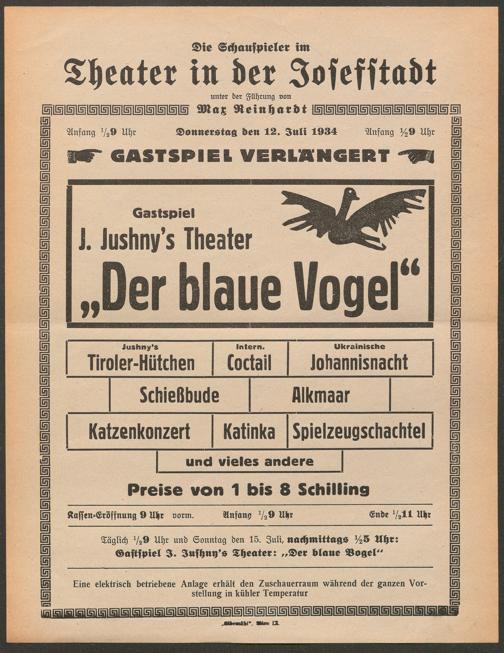 Die Schauspieler im
Theater in der Josefstadt
unter der Führung von
Max Reinhardt
Anfang ½9 Uhr Donnerstag den 12. Juli 1934 Anfang ½9 Uhr
GASTSPIEL VERLÄNGERT
Gastspiel
J. Jushny's Theater
„Der blaue Vogel“
Jushny's Tiroler-Hütchen
Intern. Coctail
Ukrainische Johannisnacht
Schießbude Alkmaar
Katzenkonzert Katinka Spielzeugschachtel
und vieles andere
Preise von 1 bis 8 Schilling
Kassen-Eröffnung 9 Uhr vorm. Anfang ½9 Uhr Ende ½11 Uhr
Täglich ½9 Uhr und Sonntag den 15. Juli, nachmittags ½5 Uhr:
Gastspiel J. Jushny's Theater: „Der blaue Vogel“
Eine elektrisch betriebene Anlage erhält den Zuschauerraum während der ganzen Vor-
stellung in kühler Temperatur
Wien IX.